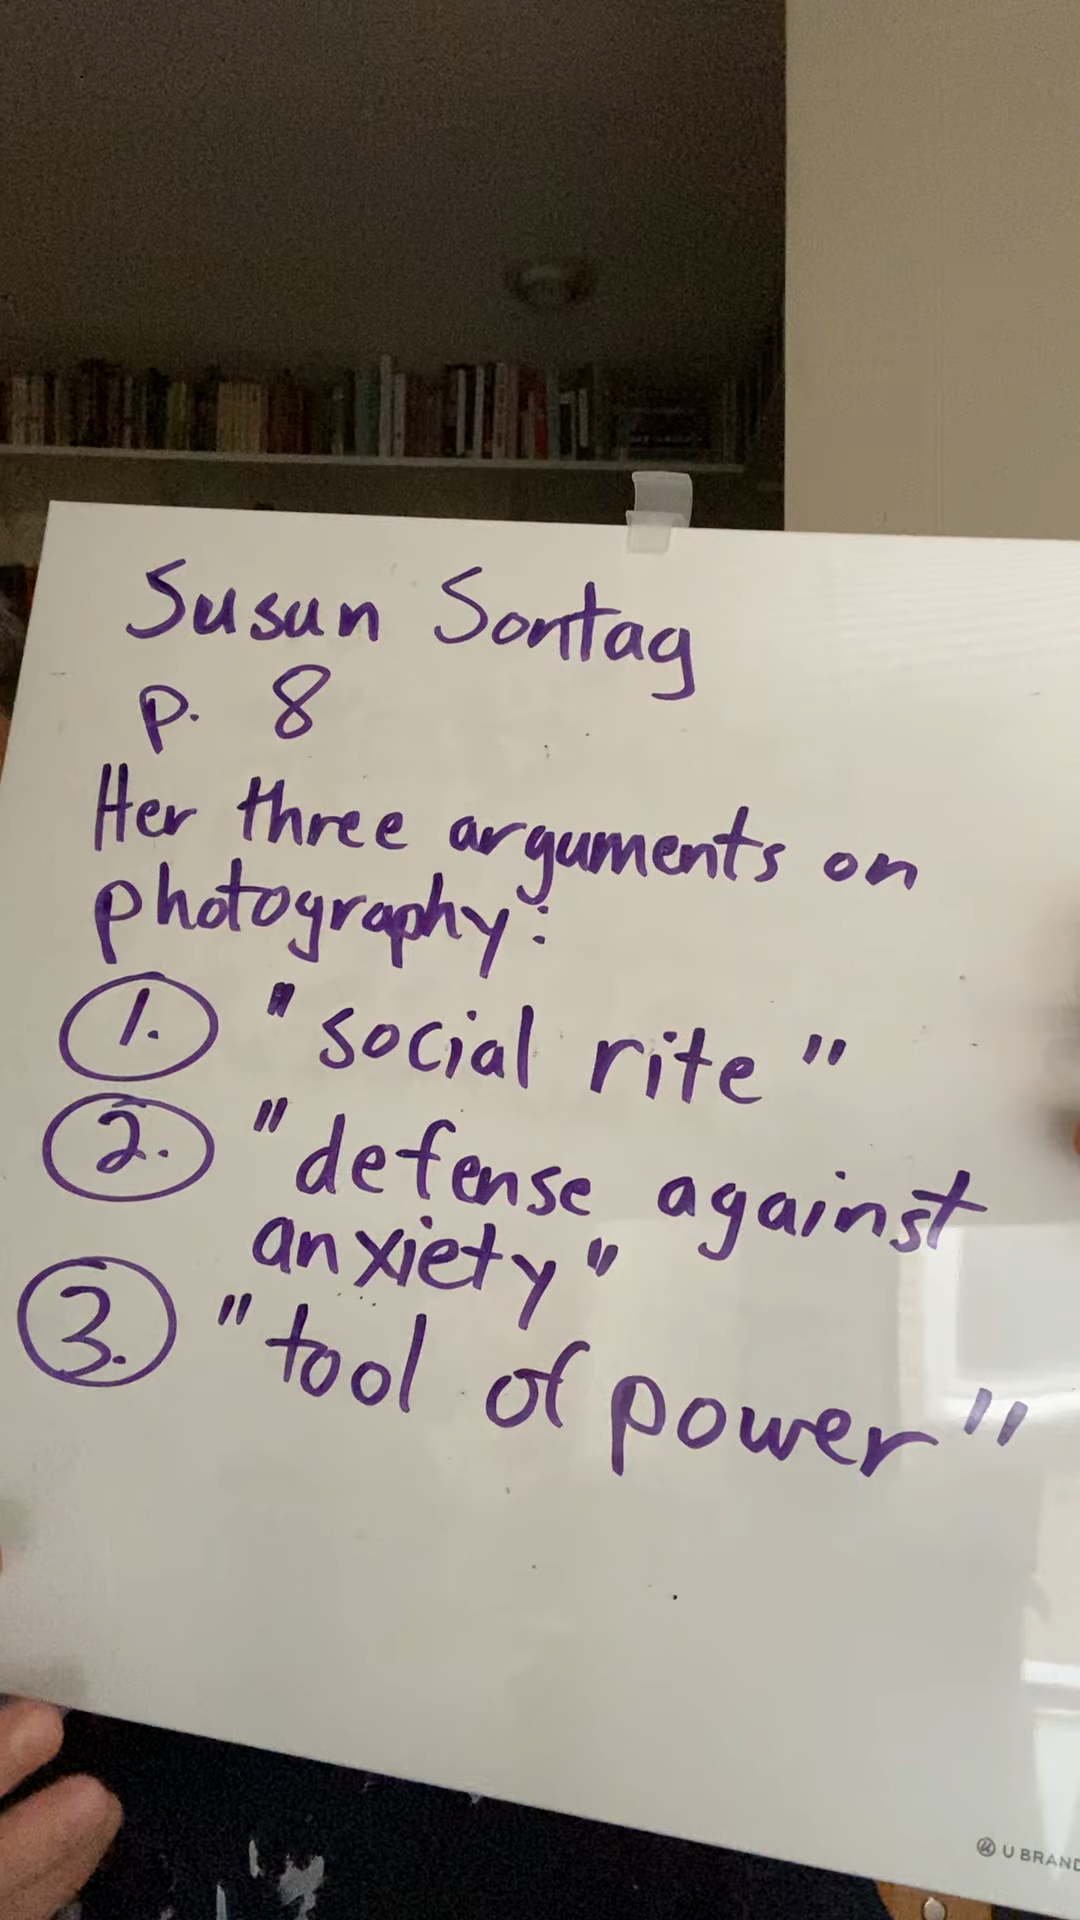 Susan Sontag
p. 8
Her three arguments on
photography:
1. "social rite"
2. "defense against
anxiety"
3. "tool of power"
U BRAND